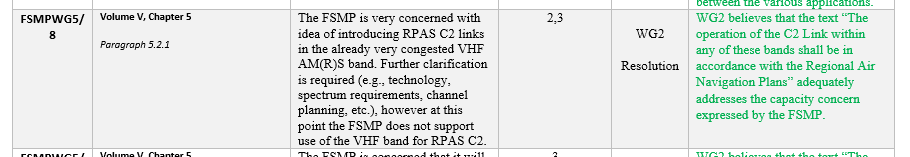 between the various applications.
FSMPWG5/
8
Volume V, Chapter 5
Paragraph 5.2.1
The FSMP is very concerned with
idea of introducing RPAS C2 links
in the already very congested VHF
AM(R)S band. Further clarification
is required (e.g., technology,
spectrum requirements, channel
planning, etc.), however at this
point the FSMP does not support
use of the VHF band for RPAS C2.
2,3
WG2
Resolution
WG2 believes that the text “The
operation of the C2 Link within
any of these bands shall be in
accordance with the Regional Air
Navigation Plans” adequately
addresses the capacity concern
expressed by the FSMP.
FSMPWG5/
Volume V, Chapter 5
The FSMP is concerned that it will
3
WG2 believes that the text “The